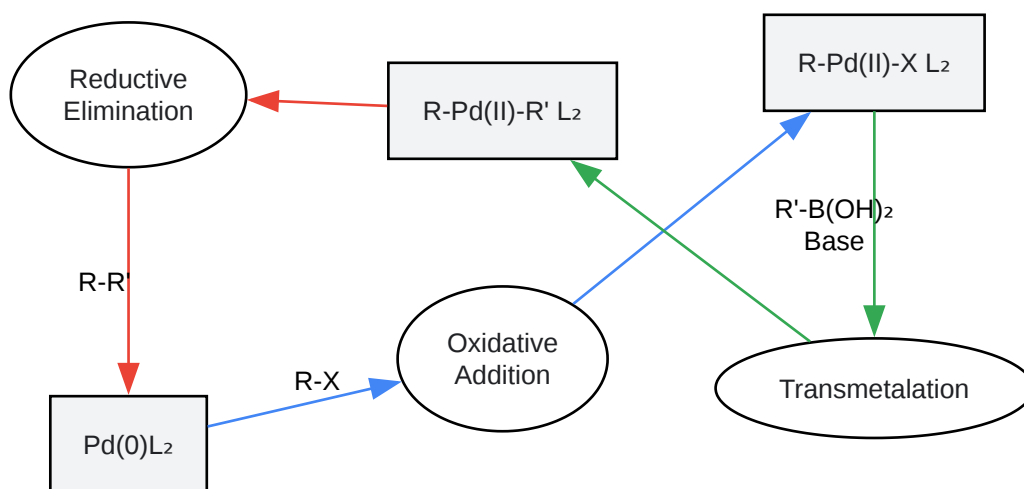 Reductive
Elimination
R-Pd(II)-R' L₂
R-Pd(II)-X L₂
R'-B(OH)₂
Base
R-R'
Oxidative
Addition
R-X
Transmetalation
Pd(0)L₂